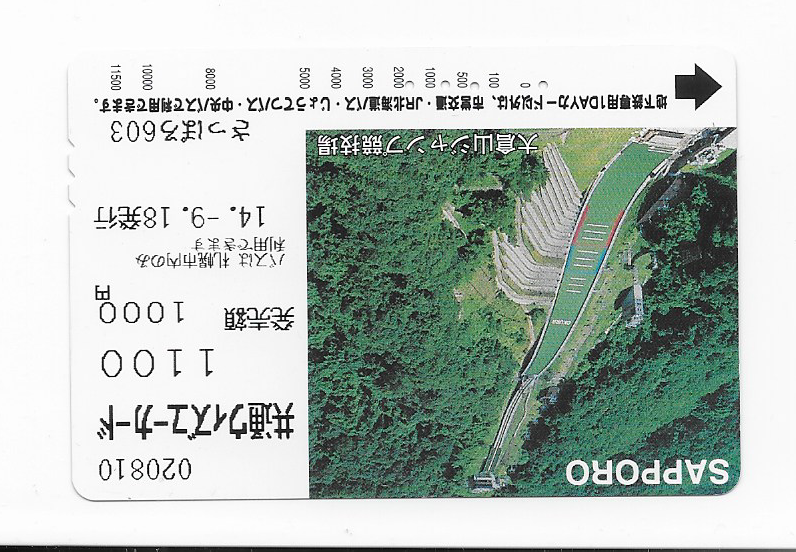 SAPPORO
020810
共通ウィズユーカード
1100
発売額 1000円
バスは札幌市内のみ
利用できます
14.-9.18発行
大倉山ジャンプ競技場
さっぽろ603
地下鉄専用1DAYカード以外は、市営交通・JR北海道バス・じょうてつバス・中央バスで利用できます。
0 100 500 1000 2000 3000 4000 5000 8000 10000 11500